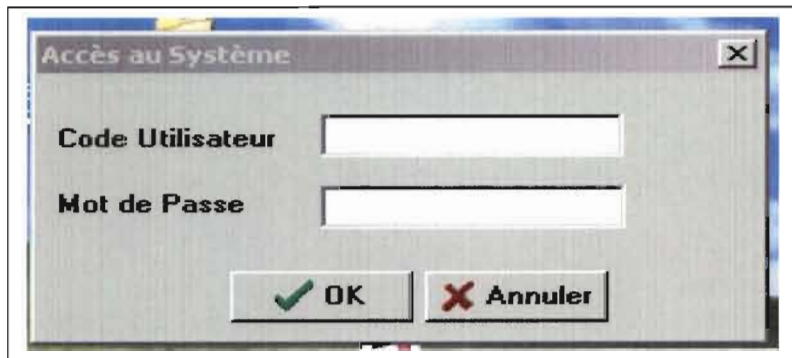 Accès au Système
Code Utilisateur
Mot de Passe
OK Annuler